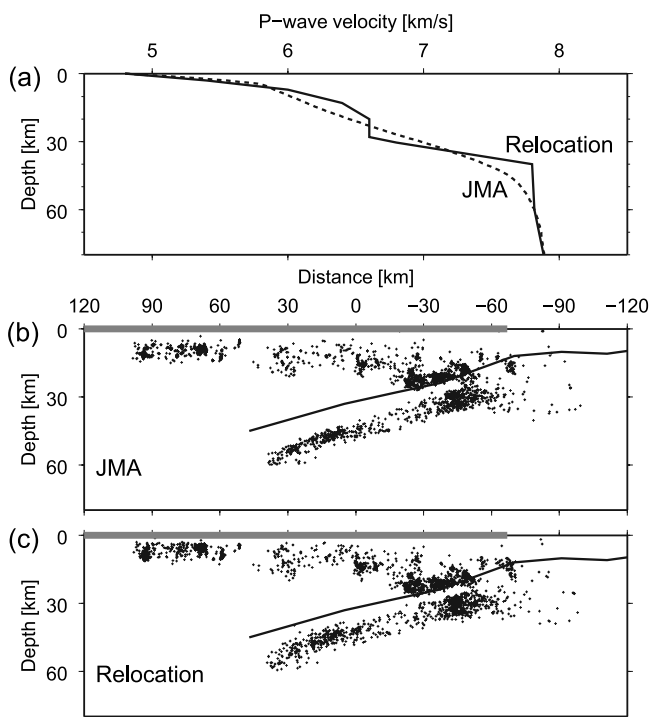 P−wave velocity [km/s]
5 6 7 8
(a)
0
30
60
Depth [km]
Relocation
JMA
Distance [km]
120 90 60 30 0 −30 −60 −90 −120
(b)
0
30
60
Depth [km]
JMA
(c)
0
30
60
Depth [km]
Relocation